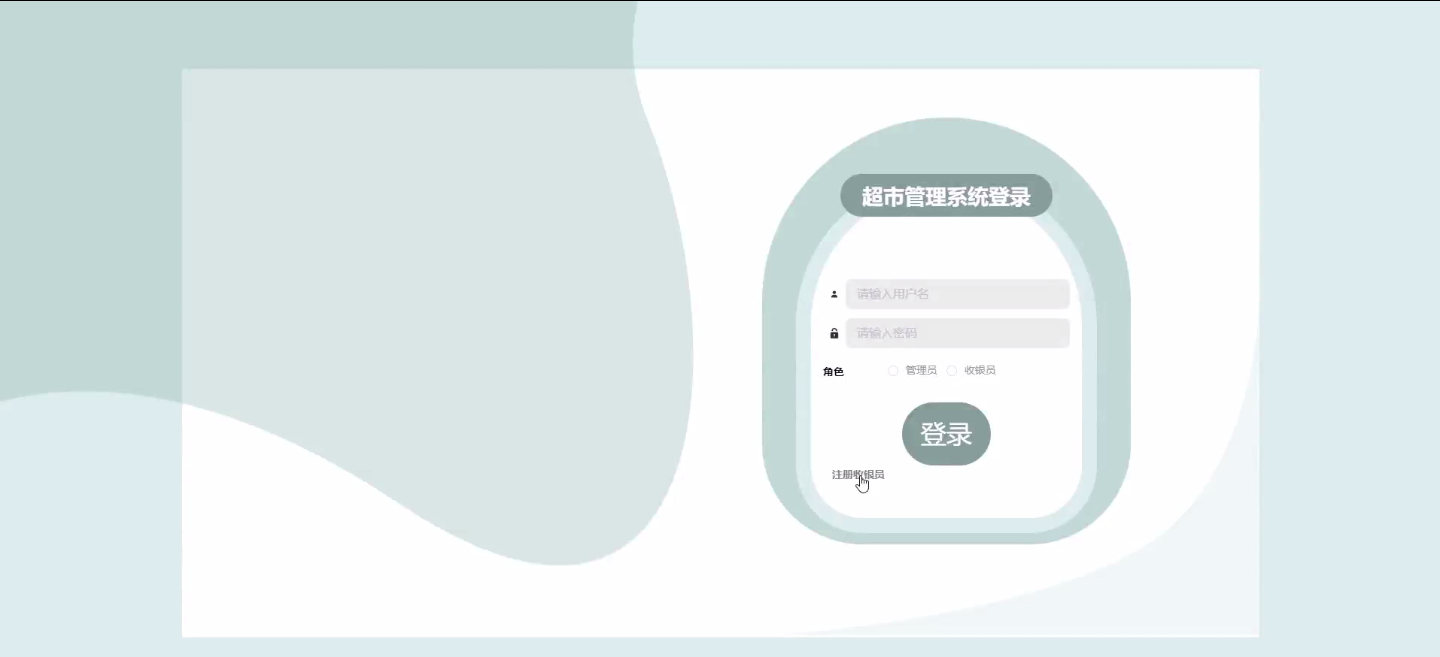 超市管理系统登录
请输入用户名
请输入密码
角色 管理员 收银员
登录
注册收银员